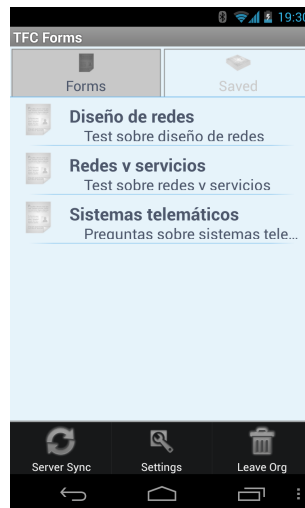 19:30
TFC Forms
Forms
Saved
Diseño de redes
Test sobre diseño de redes
Redes y servicios
Test sobre redes y servicios
Sistemas telemáticos
Preguntas sobre sistemas tele...
Server Sync
Settings
Leave Org